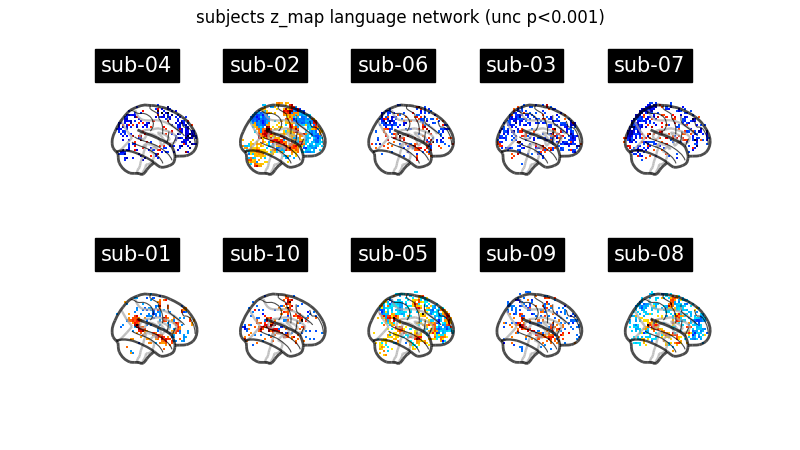 subjects z_map language network (unc p<0.001)
sub-04 sub-02 sub-06 sub-03 sub-07
sub-01 sub-10 sub-05 sub-09 sub-08